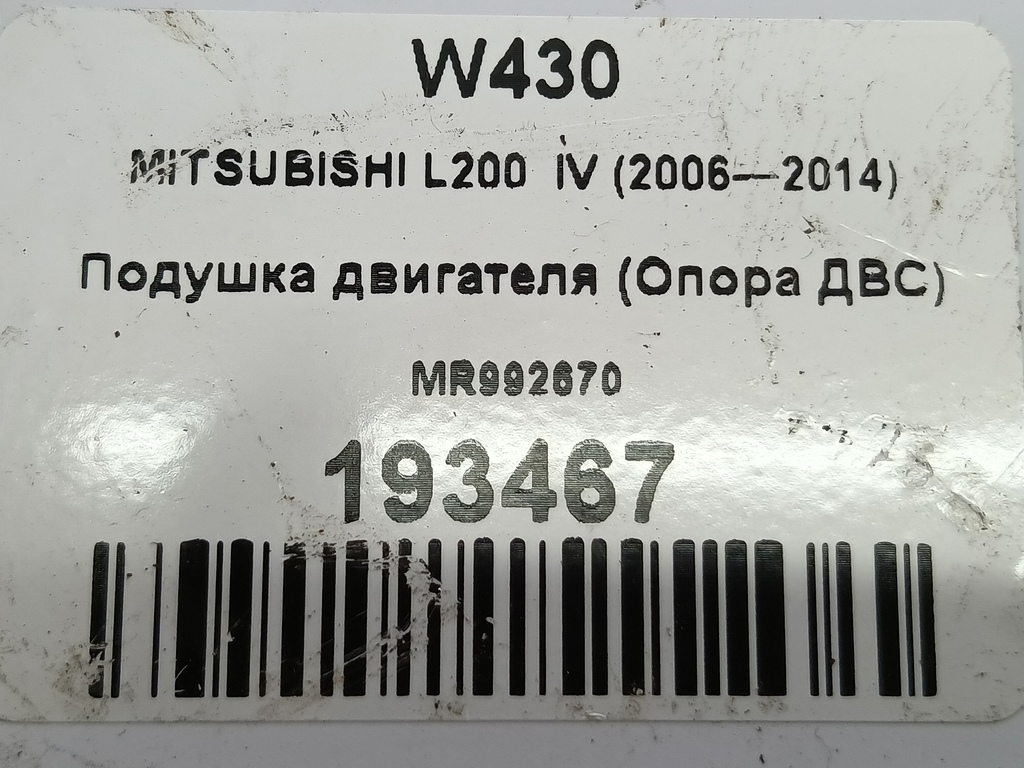 W430
MITSUBISHI L200 IV (2006—2014)
Подушка двигателя (Опора ДВС)
MR992670
193467